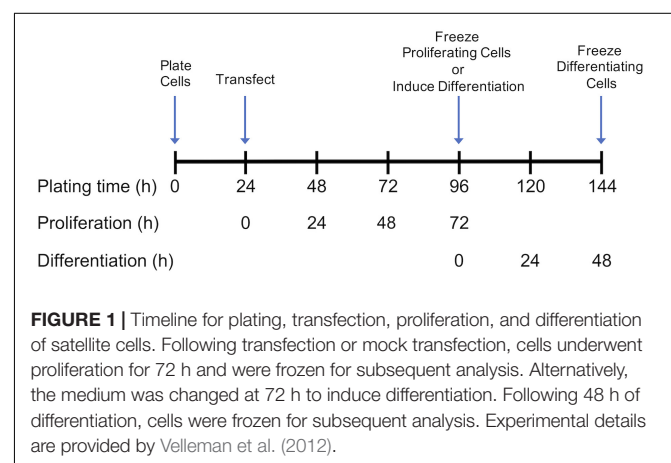 Freeze
Proliferating Cells
or
Induce Differentiation
Freeze
Differentiating
Cells
Plate
Cells
Transfect
Plating time (h) 0 24 48 72 96 120 144
Proliferation (h) 0 24 48 72
Differentiation (h) 0 24 48
FIGURE 1 | Timeline for plating, transfection, proliferation, and differentiation
of satellite cells. Following transfection or mock transfection, cells underwent
proliferation for 72 h and were frozen for subsequent analysis. Alternatively,
the medium was changed at 72 h to induce differentiation. Following 48 h of
differentiation, cells were frozen for subsequent analysis. Experimental details
are provided by Velleman et al. (2012).